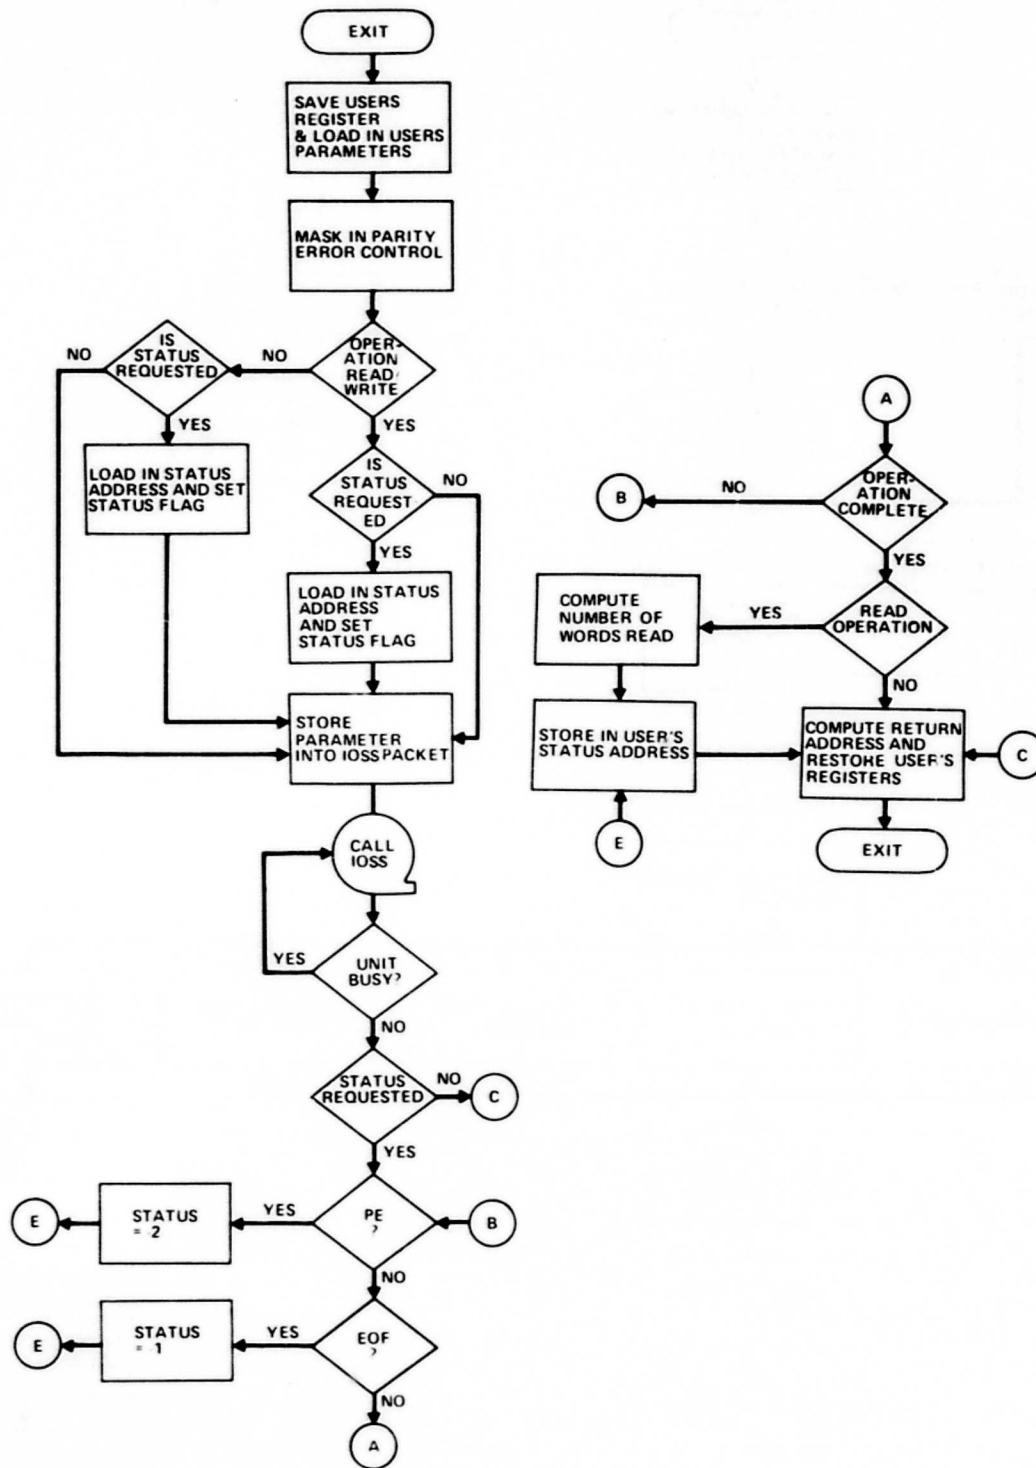 EXIT
SAVE USERS
REGISTER
& LOAD IN USERS
PARAMETERS
MASK IN PARITY
ERROR CONTROL
OPER-
ATION
READ/
WRITE
NO
IS
STATUS
REQUESTED
NO
YES
LOAD IN STATUS
ADDRESS AND SET
STATUS FLAG
YES
IS
STATUS
REQUEST-
ED
NO
YES
LOAD IN STATUS
ADDRESS
AND SET
STATUS FLAG
STORE
PARAMETER
INTO IOSS PACKET
CALL
IOSS
UNIT
BUSY?
YES
NO
STATUS
REQUESTED
NO
C
YES
PE
?
B
YES
STATUS
= -2
E
NO
EOF
?
YES
STATUS
= -1
E
NO
A
A
OPER-
ATION
COMPLETE
NO
B
YES
READ
OPERATION
YES
COMPUTE
NUMBER OF
WORDS READ
NO
STORE IN USER'S
STATUS ADDRESS
E
COMPUTE RETURN
ADDRESS AND
RESTORE USER'S
REGISTERS
C
EXIT